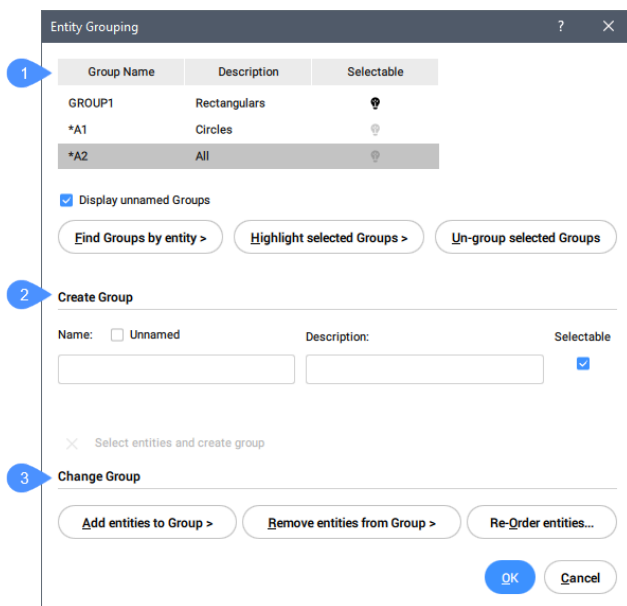 Entity Grouping ?
1
Group Name Description Selectable
GROUP1 Rectangulars
*A1 Circles
*A2 All
Display unnamed Groups
Find Groups by entity > Highlight selected Groups > Un-group selected Groups
2
Create Group
Name: Unnamed Description: Selectable
Select entities and create group
3
Change Group
Add entities to Group > Remove entities from Group > Re-Order entities...
OK Cancel